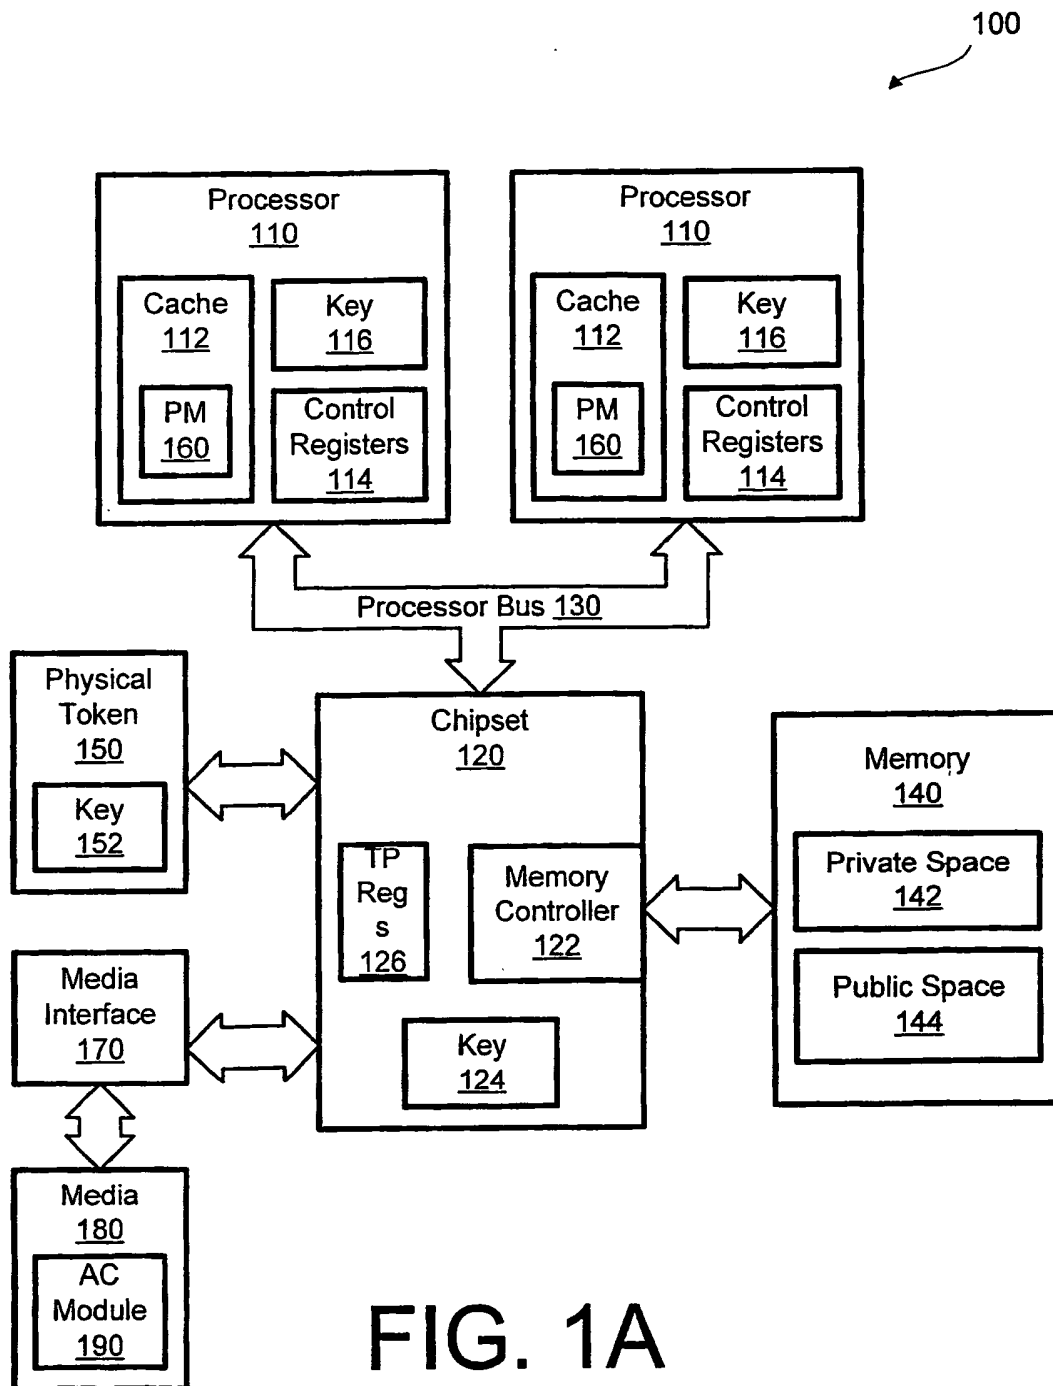 100
Processor
110
Cache
112
PM
160
Key
116
Control
Registers
114
Processor
110
Cache
112
PM
160
Key
116
Control
Registers
114
Processor Bus 130
Physical
Token
150
Key
152
Chipset
120
TP
Reg
s
126
Memory
Controller
122
Key
124
Memory
140
Private Space
142
Public Space
144
Media
Interface
170
Media
180
AC
Module
190
FIG. 1A